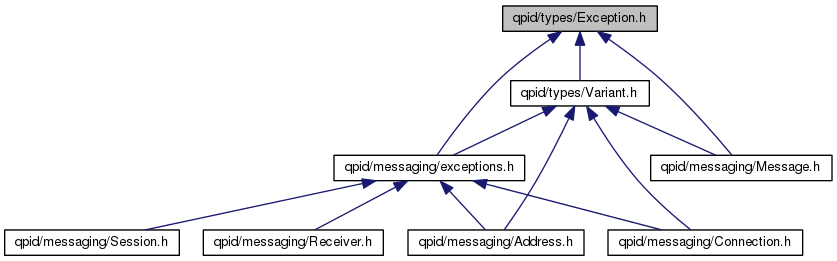 qpid/types/Exception.h
qpid/types/Variant.h
qpid/messaging/exceptions.h
qpid/messaging/Message.h
qpid/messaging/Session.h
qpid/messaging/Receiver.h
qpid/messaging/Address.h
qpid/messaging/Connection.h